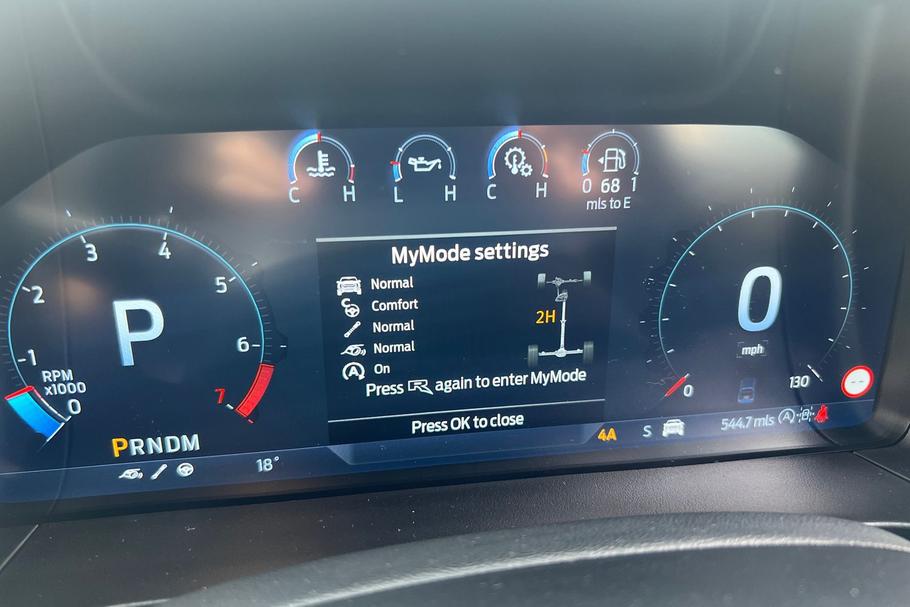 C H
L H
C H
0 68 1
mls to E
MyMode settings
Normal
Comfort
Normal
Normal
On
2H
Press R again to enter MyMode
Press OK to close
1
2
3
4
5
6
7
P
RPM
x1000
0
PRNDM
18°
0
mph
0
130
4A
S
544.7 mls
A
--